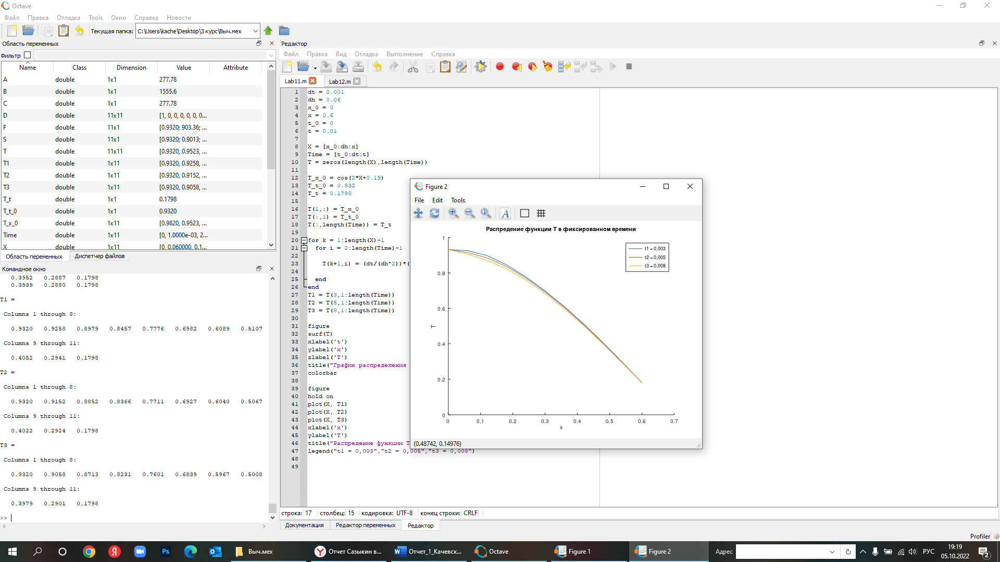 Octave
Файл Правка Отладка Tools Окно Справка Новости
Текущая папка: C:\Users\kache\Desktop\3 курс\Выч.мех
Область переменных
Фильтр
Name Class Dimension Value Attribute
A double 1x1 277.78
B double 1x1 1555.6
C double 1x1 277.78
D double 11x11 [1, 0, 0, 0, 0, 0, 0...
F double 11x1 [0.9320; 903.36; ...
S double 11x1 [0.9320; 0.9013; ...
T double 11x11 [0.9320, 0.9523, ...
T1 double 1x11 [0.9320, 0.9258, ...
T2 double 1x11 [0.9320, 0.9152, ...
T3 double 1x11 [0.9320, 0.9058, ...
T_t double 1x1 0.1798
T_t_0 double 1x1 0.9320
T_x_0 double 1x11 [0.9820, 0.9523, ...
Time double 1x11 [0, 1.0000e-03, 2...
X double 1x11 [0, 0.060000, 0.1...
Область переменных Диспетчер файлов
Командное окно
0.3952 0.2887 0.1798
0.3939 0.2880 0.1798
T1 =
Columns 1 through 8:
0.9320 0.9258 0.8979 0.8457 0.7776 0.6982 0.6089 0.5107
Columns 9 through 11:
0.4052 0.2941 0.1798
T2 =
Columns 1 through 8:
0.9320 0.9152 0.8852 0.8366 0.7711 0.6927 0.6040 0.5067
Columns 9 through 11:
0.4022 0.2924 0.1798
T3 =
Columns 1 through 8:
0.9320 0.9058 0.8713 0.8231 0.7601 0.6839 0.5967 0.5008
Columns 9 through 11:
0.3979 0.2901 0.1798
>>
Редактор
Файл Правка Вид Отладка Выполнение Справка
Lab11.m Lab12.m
1 dt = 0.001
2 dh = 0.06
3 x_0 = 0
4 x = 0.6
5 t_0 = 0
6 t = 0.01
7
8 X = [x_0:dh:x]
9 Time = [t_0:dt:t]
10 T = zeros(length(X),length(Time))
11
12 T_x_0 = cos(2*X+0.19)
13 T_t_0 = 0.932
14 T_t = 0.1798
15
16 T(1,:) = T_x_0
17 T(:,1) = T_t_0
18 T(:,length(Time)) = T_t
19
20 for k = 1:length(X)-1
21 for i = 2:length(Time)-1
22
23 T(k+1,i) = (dt/(dh^2))*(
24
25 end
26 end
27 T1 = T(3,1:length(Time))
28 T2 = T(5,1:length(Time))
29 T3 = T(8,1:length(Time))
30
31 figure
32 surf(T)
33 xlabel('t')
34 ylabel('x')
35 zlabel('T')
36 title("График распределения
37 colorbar
38
39 figure
40 hold on
41 plot(X, T1)
42 plot(X, T2)
43 plot(X, T3)
44 xlabel('x')
45 ylabel('T')
46 title("Распредение функции T
47 legend("t1 = 0,003","t2 = 0,005","t3 = 0,008")
48
49
Figure 2
File Edit Tools
A
Распредение функции T в фиксированном времени
t1 = 0,003
t2 = 0,005
t3 = 0,008
1
0.8
0.6
0.4
0.2
0
T
0 0.1 0.2 0.3 0.4 0.5 0.6 0.7
x
(0.48742, 0.14976)
строка: 17 столбец: 15 кодировка: UTF-8 конец строки: CRLF
Документация Редактор переменных Редактор
Profiler
Я Ps Выч.мех Отчет Сазыкин в... Отчет_1_Качевск... Octave Figure 1 Figure 2 Адрес РУС 19:19
05.10.2022
2